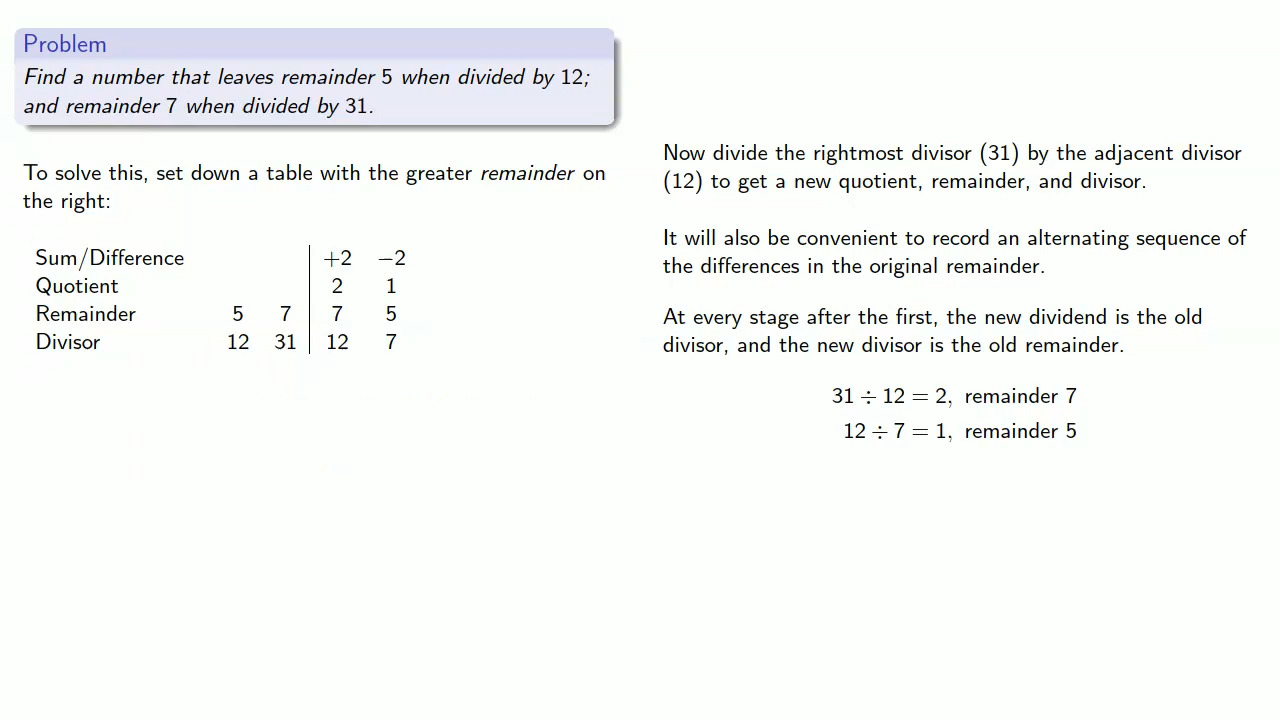 Problem
Find a number that leaves remainder 5 when divided by 12;
and remainder 7 when divided by 31.
To solve this, set down a table with the greater remainder on
the right:
Sum/Difference +2 −2
Quotient 2 1
Remainder 5 7 7 5
Divisor 12 31 12 7
Now divide the rightmost divisor (31) by the adjacent divisor
(12) to get a new quotient, remainder, and divisor.
It will also be convenient to record an alternating sequence of
the differences in the original remainder.
At every stage after the first, the new dividend is the old
divisor, and the new divisor is the old remainder.
31 ÷ 12 = 2, remainder 7
12 ÷ 7 = 1, remainder 5